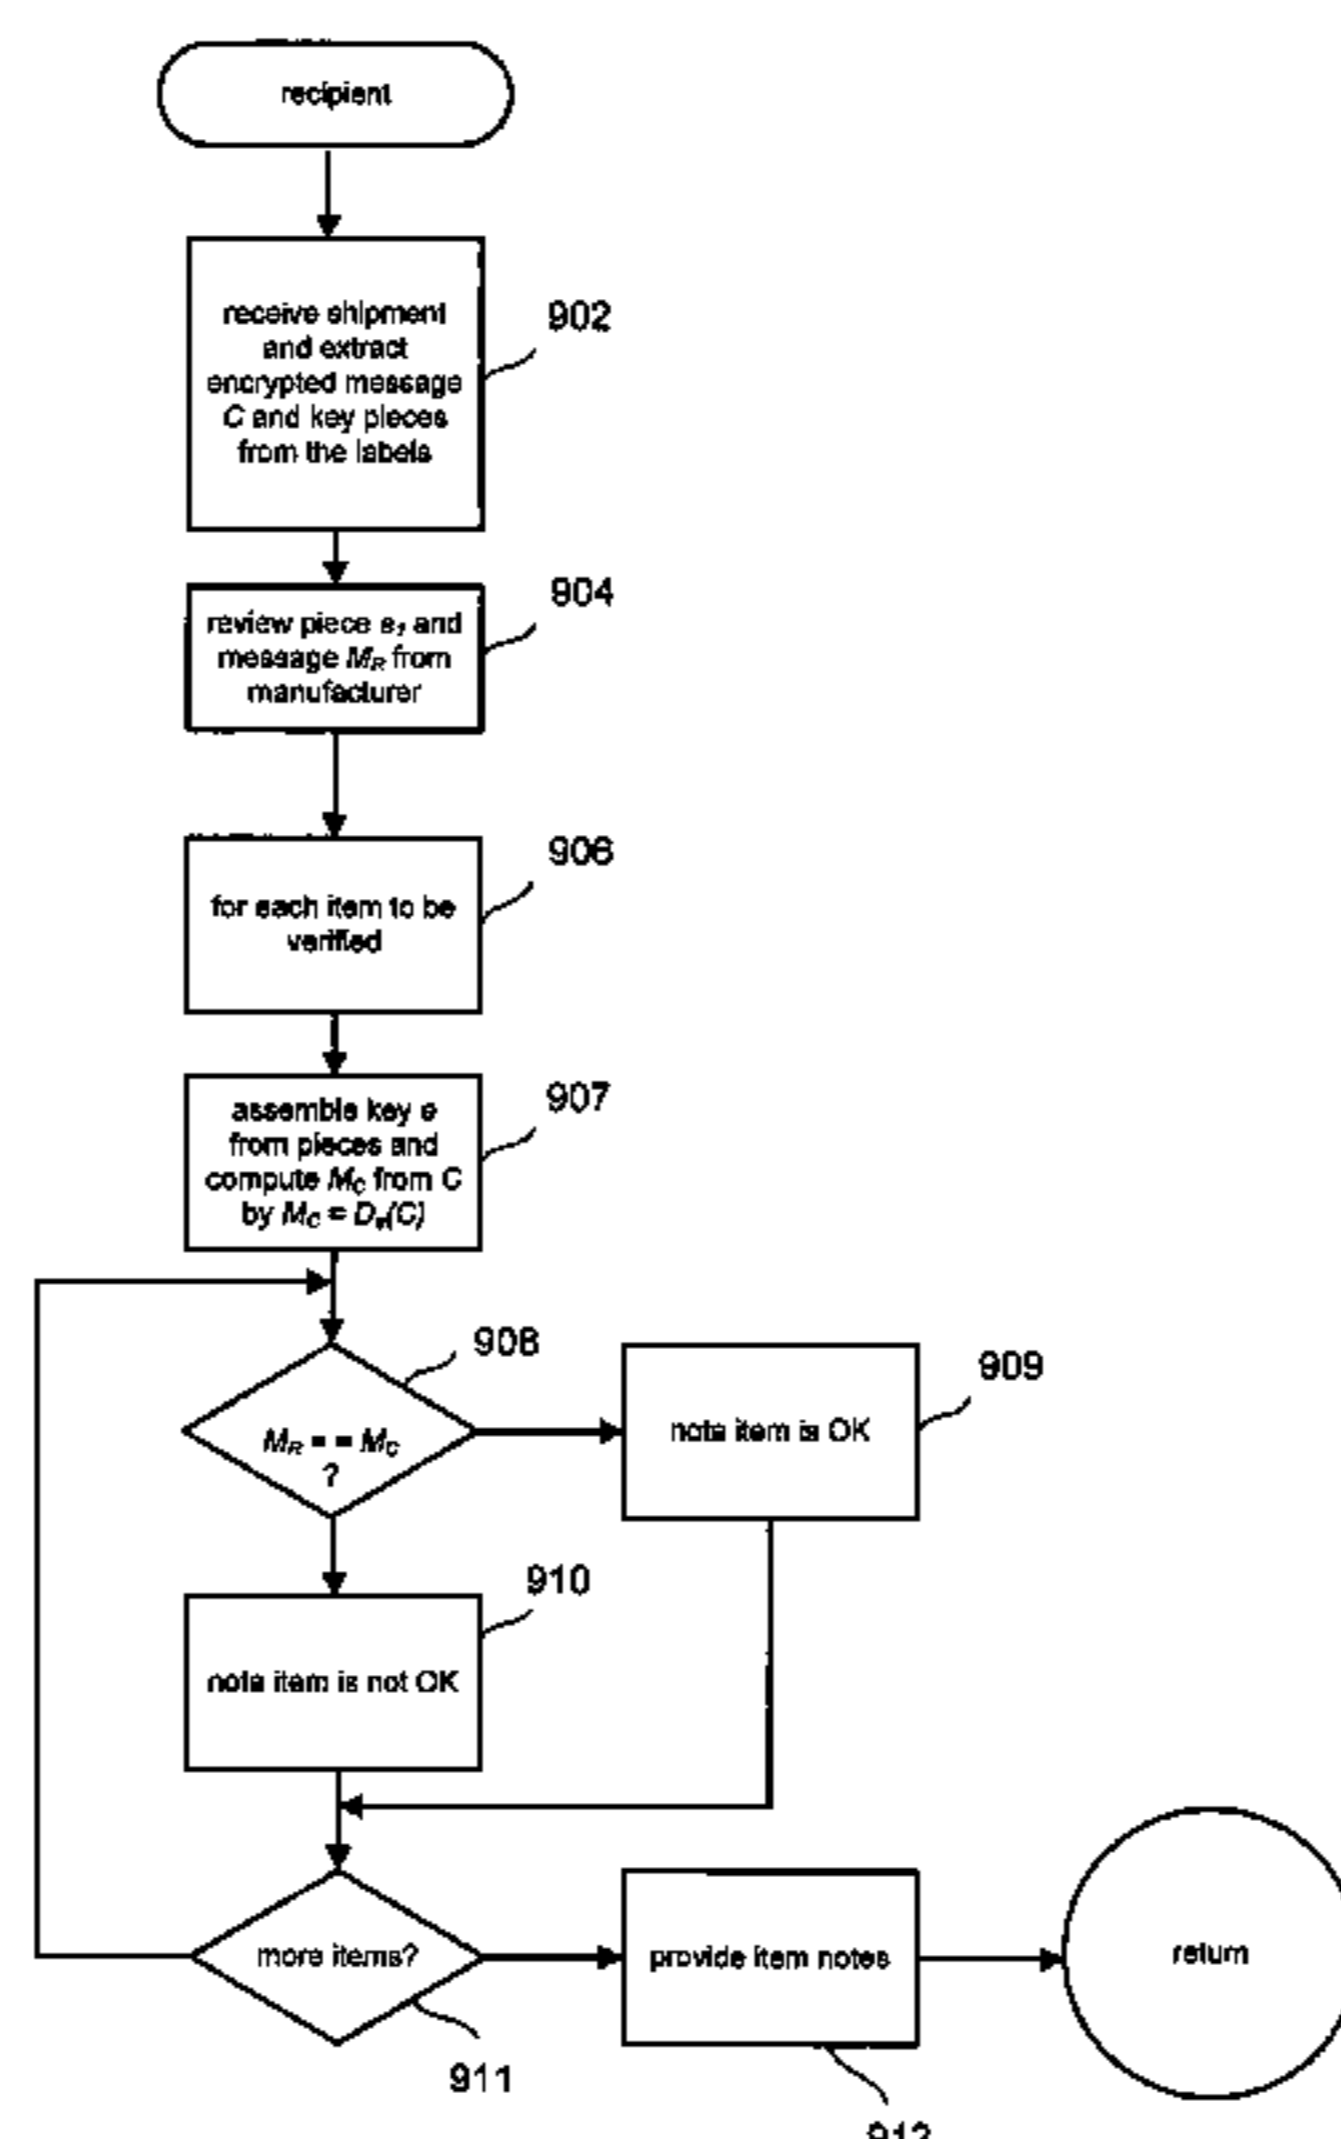 recipient
receive shipment
and extract
encrypted message
C and key pieces
from the labels
902
review piece e₁ and
message M_R from
manufacturer
904
for each item to be
verified
906
assemble key e
from pieces and
compute M_C from C
by M_C = D_e(C)
907
M_R = = M_C
?
908
note item is OK
909
note item is not OK
910
more items?
911
provide item notes
912
return